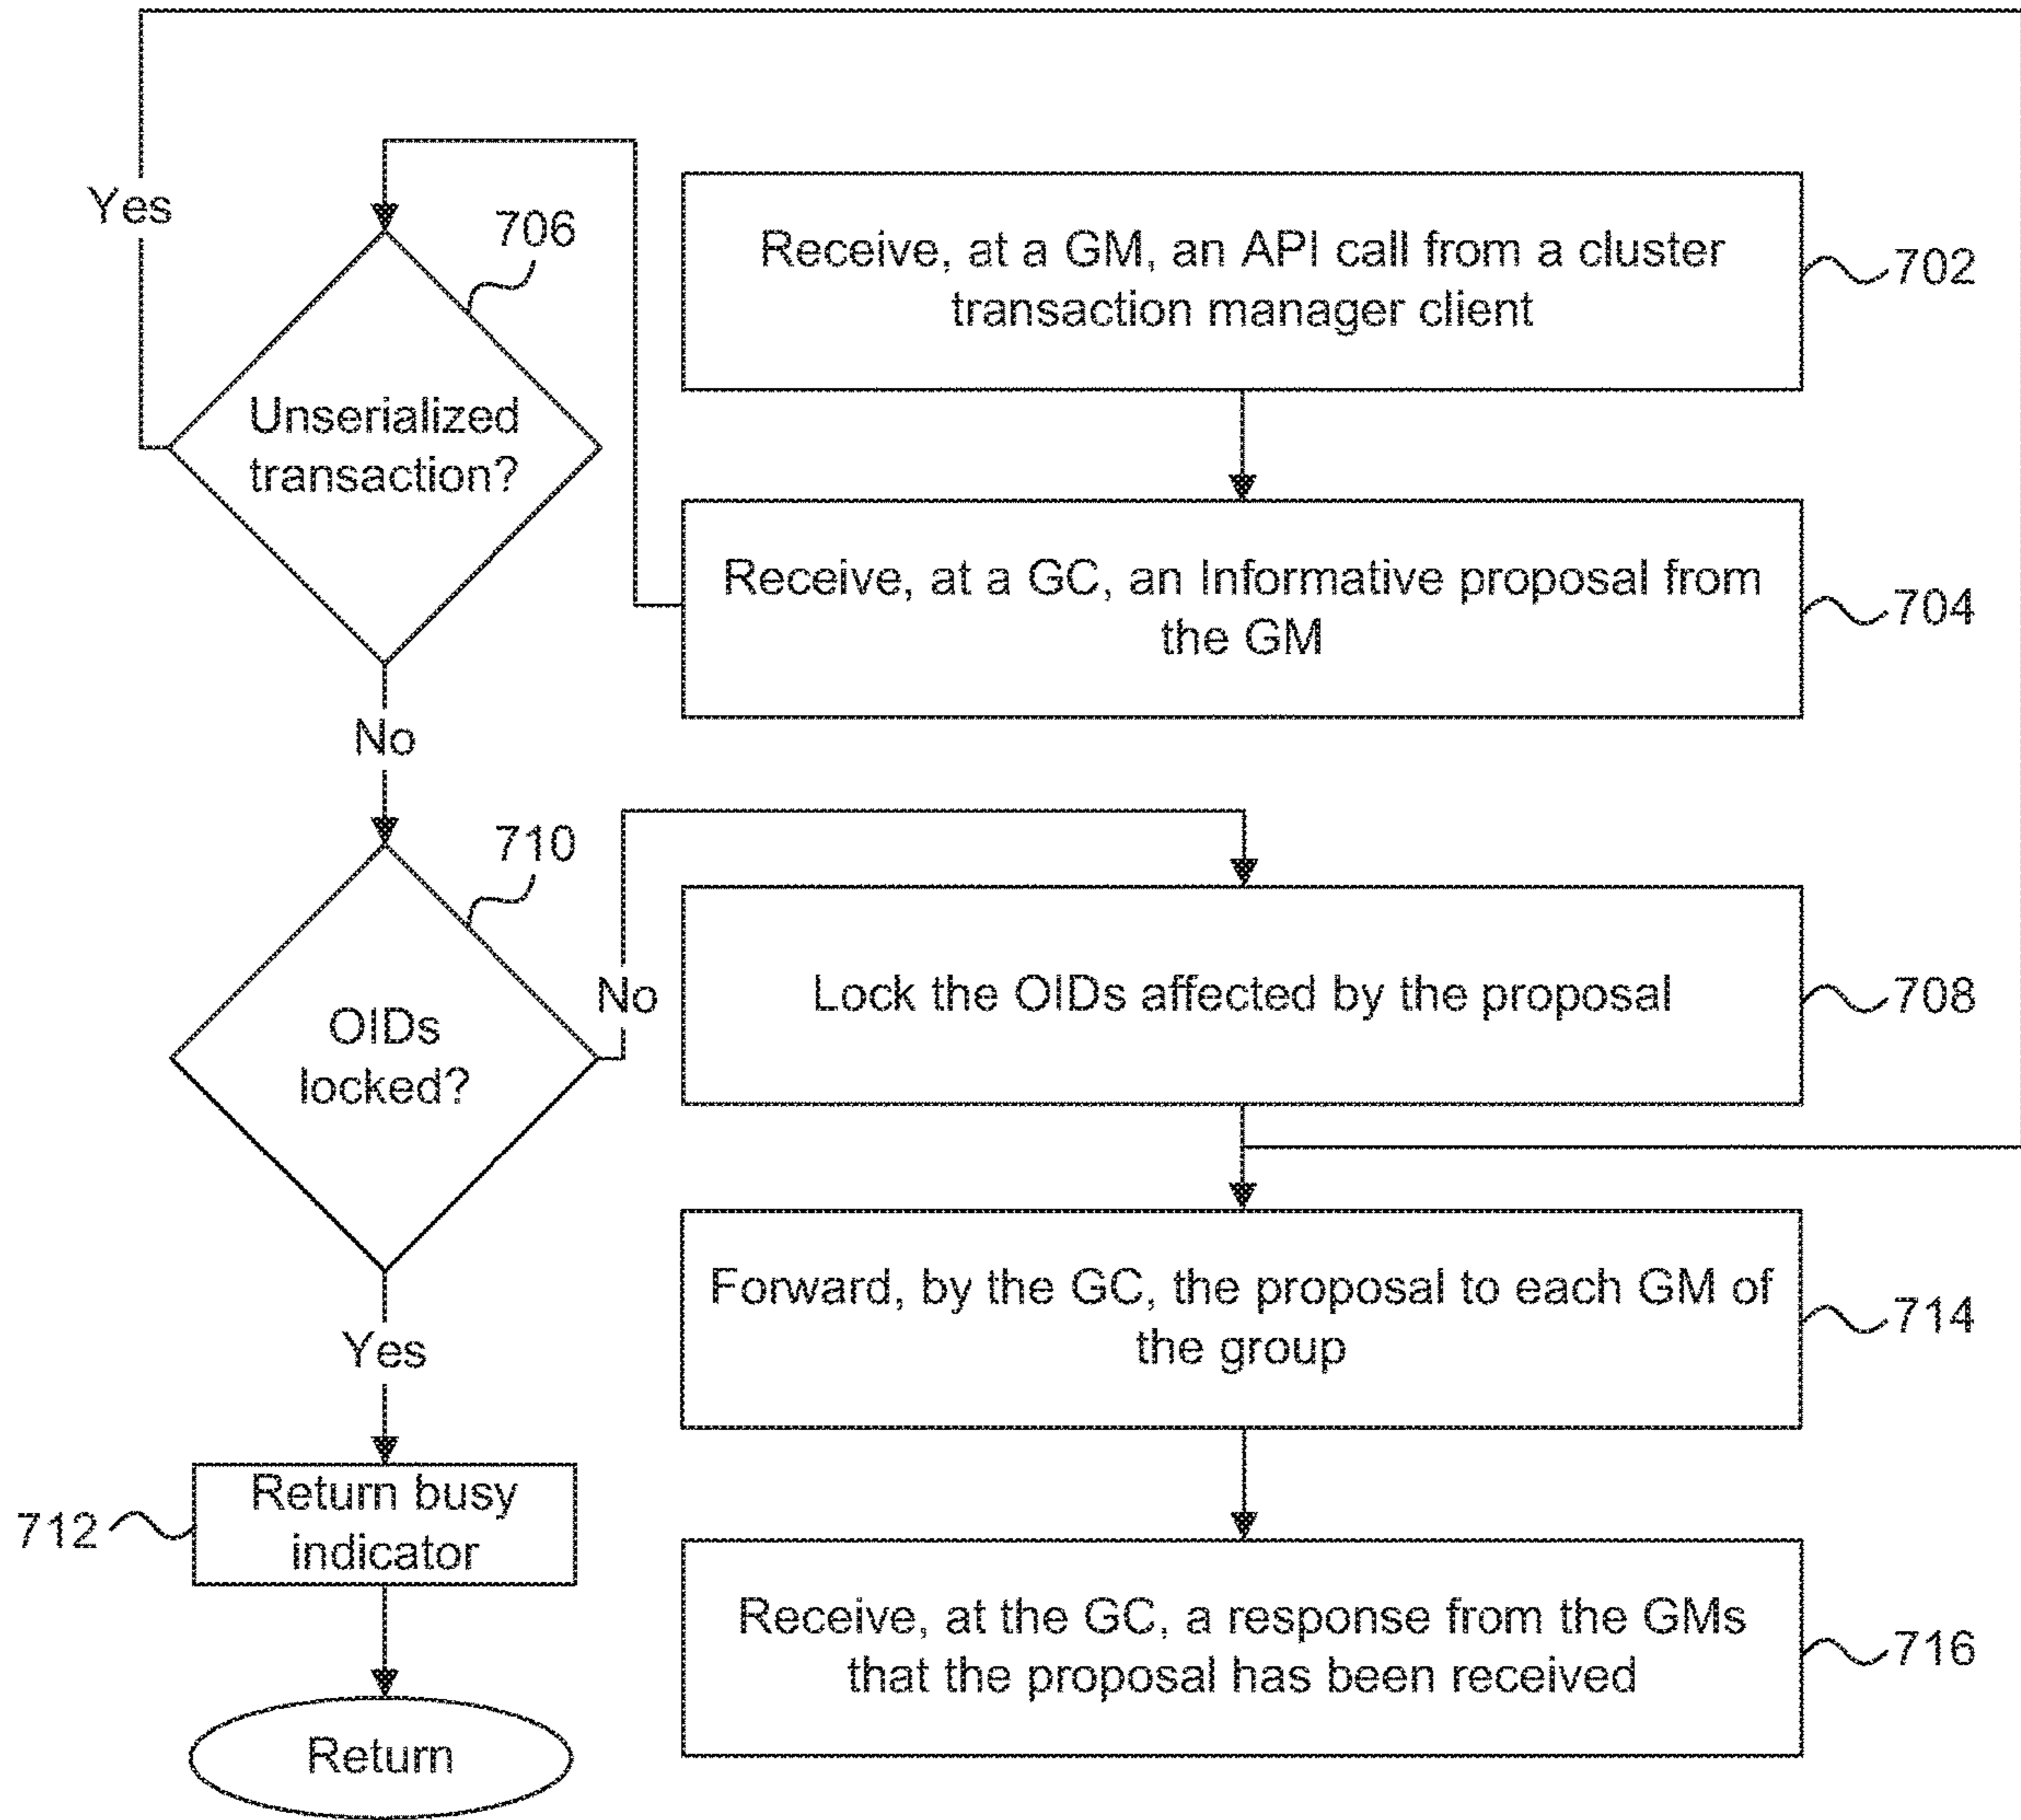 Yes
706
Receive, at a GM, an API call from a cluster
transaction manager client
702
Unserialized
transaction?
Receive, at a GC, an Informative proposal from
the GM
704
No
710
OIDs
locked?
No
Lock the OIDs affected by the proposal
708
Forward, by the GC, the proposal to each GM of
the group
714
Yes
Return busy
indicator
712
Receive, at the GC, a response from the GMs
that the proposal has been received
716
Return